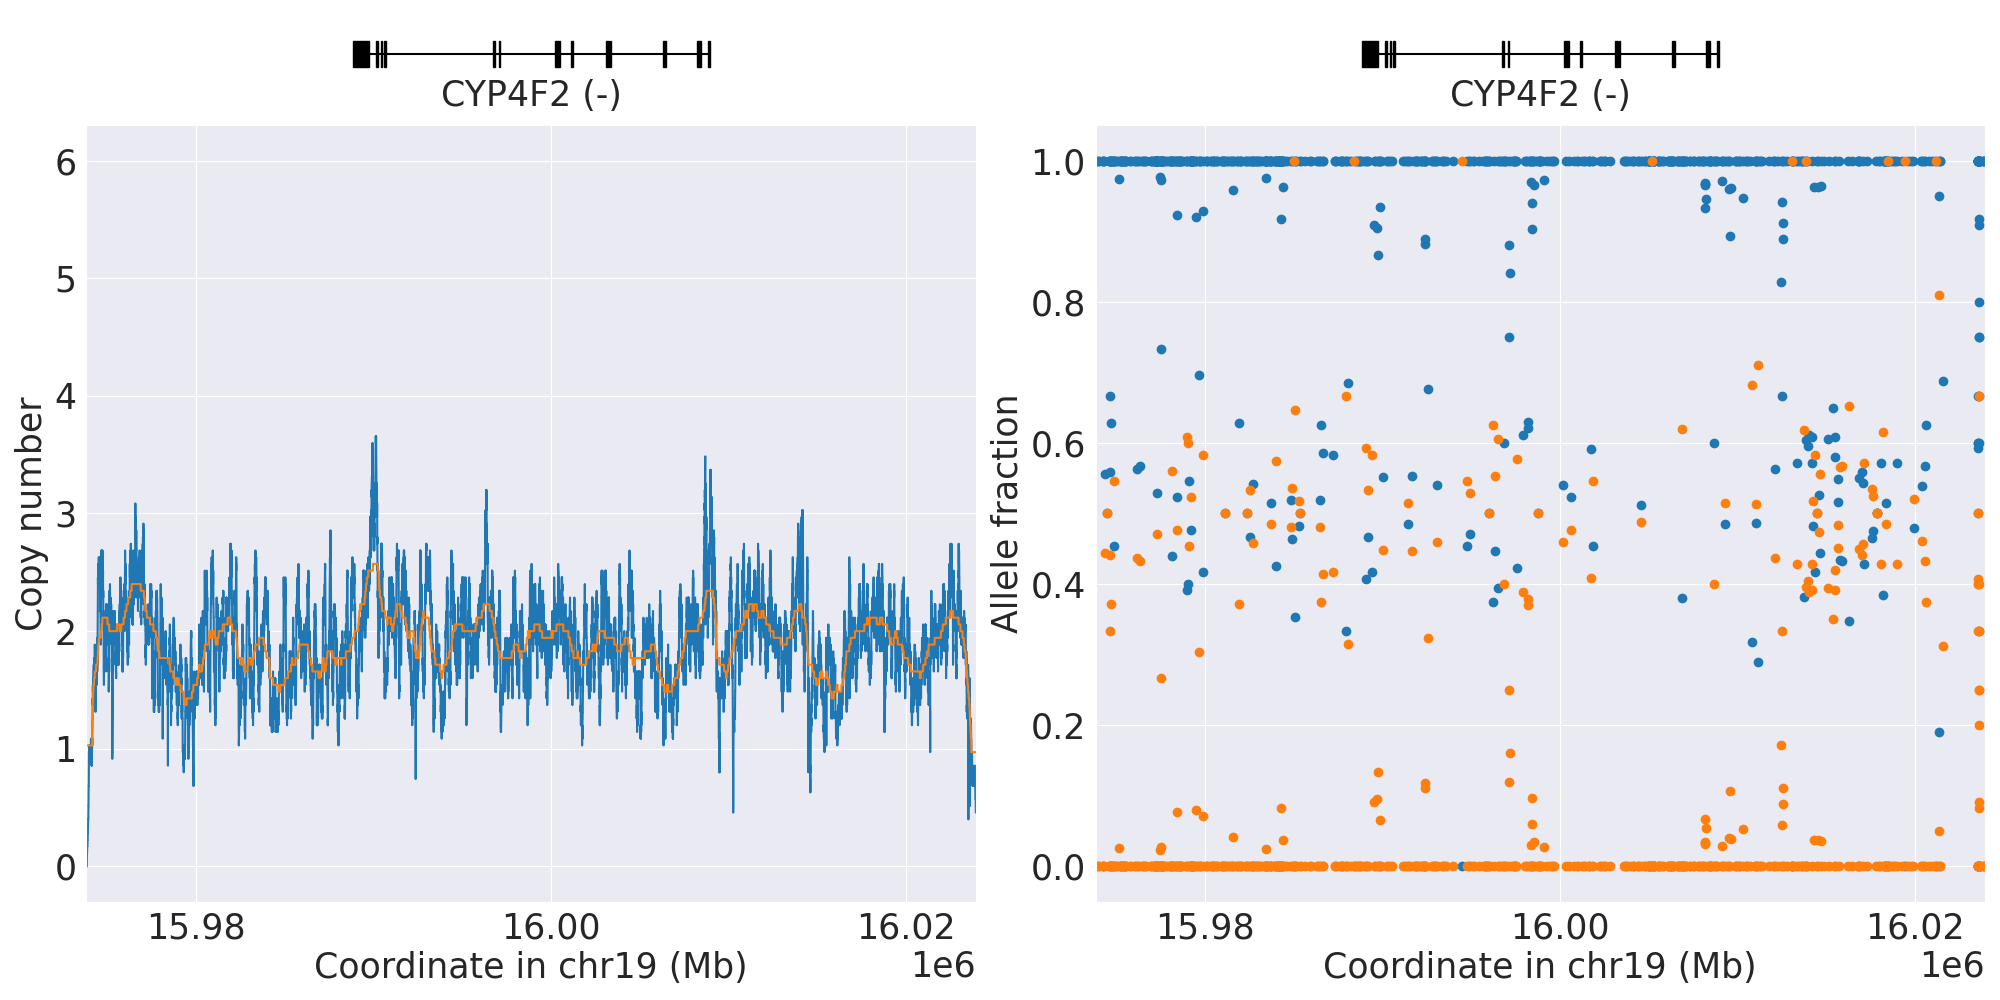 CYP4F2 (-)
6
5
4
3
2
1
0
Copy number
15.98
16.00
16.02
Coordinate in chr19 (Mb)
1e6
CYP4F2 (-)
1.0
0.8
0.6
0.4
0.2
0.0
Allele fraction
15.98
16.00
16.02
Coordinate in chr19 (Mb)
1e6